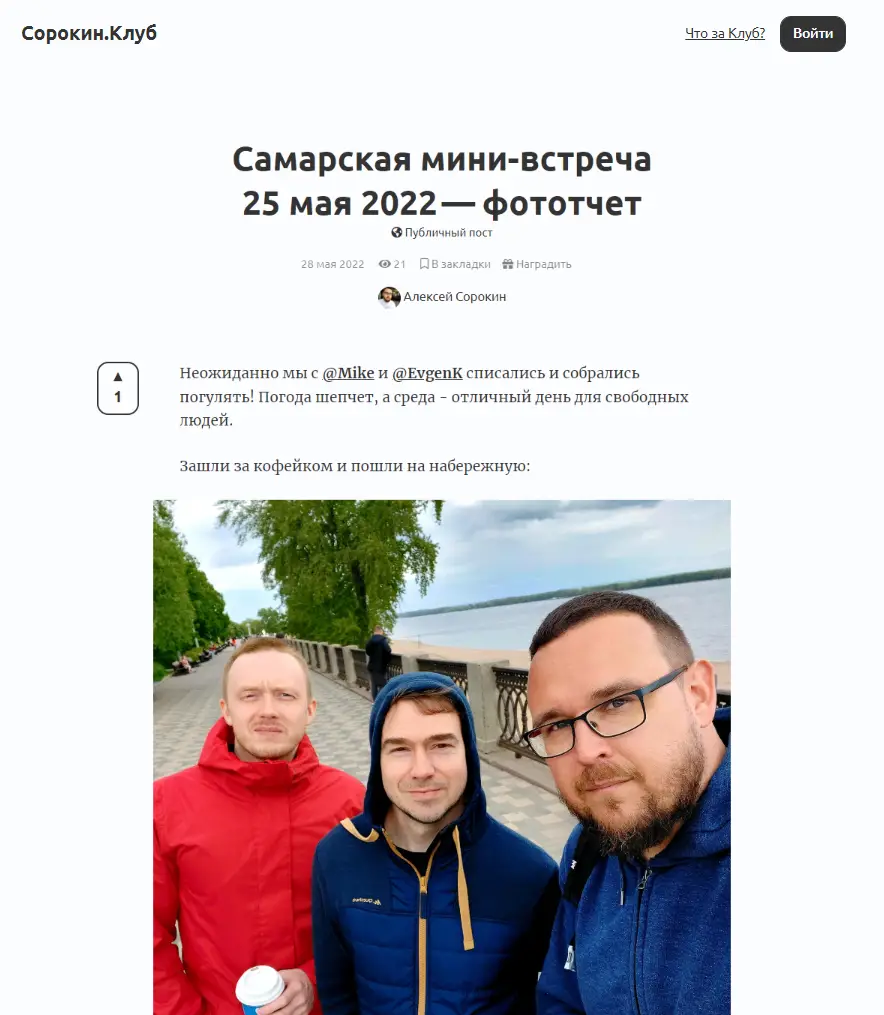 Сорокин.Клуб
Что за Клуб?
Войти
Самарская мини-встреча
25 мая 2022 — фототчет
Публичный пост
28 мая 2022 21 В закладки Наградить
Алексей Сорокин
▲
1
Неожиданно мы с @Mike и @EvgenK списались и собрались
погулять! Погода шепчет, а среда - отличный день для свободных
людей.
Зашли за кофейком и пошли на набережную: